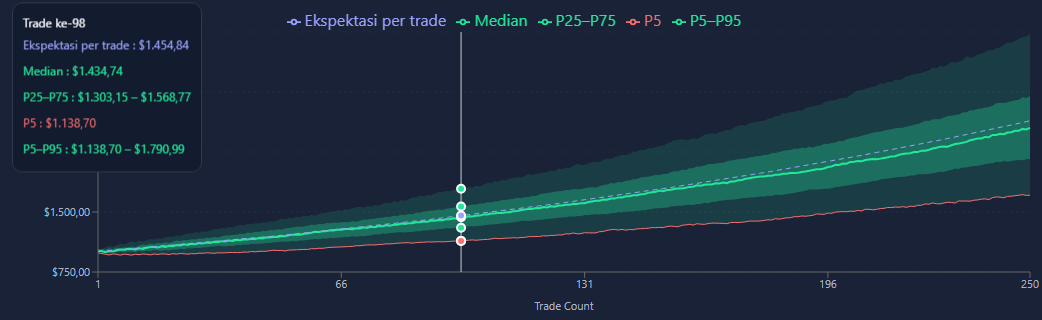 Trade ke-98
Ekspektasi per trade : $1.454,84
Median : $1.434,74
P25–P75 : $1.303,15 – $1.568,77
P5 : $1.138,70
P5–P95 : $1.138,70 – $1.790,99
Ekspektasi per trade Median P25–P75 P5 P5–P95
$1.500,00
$750,00
1 66 131 196 250
Trade Count